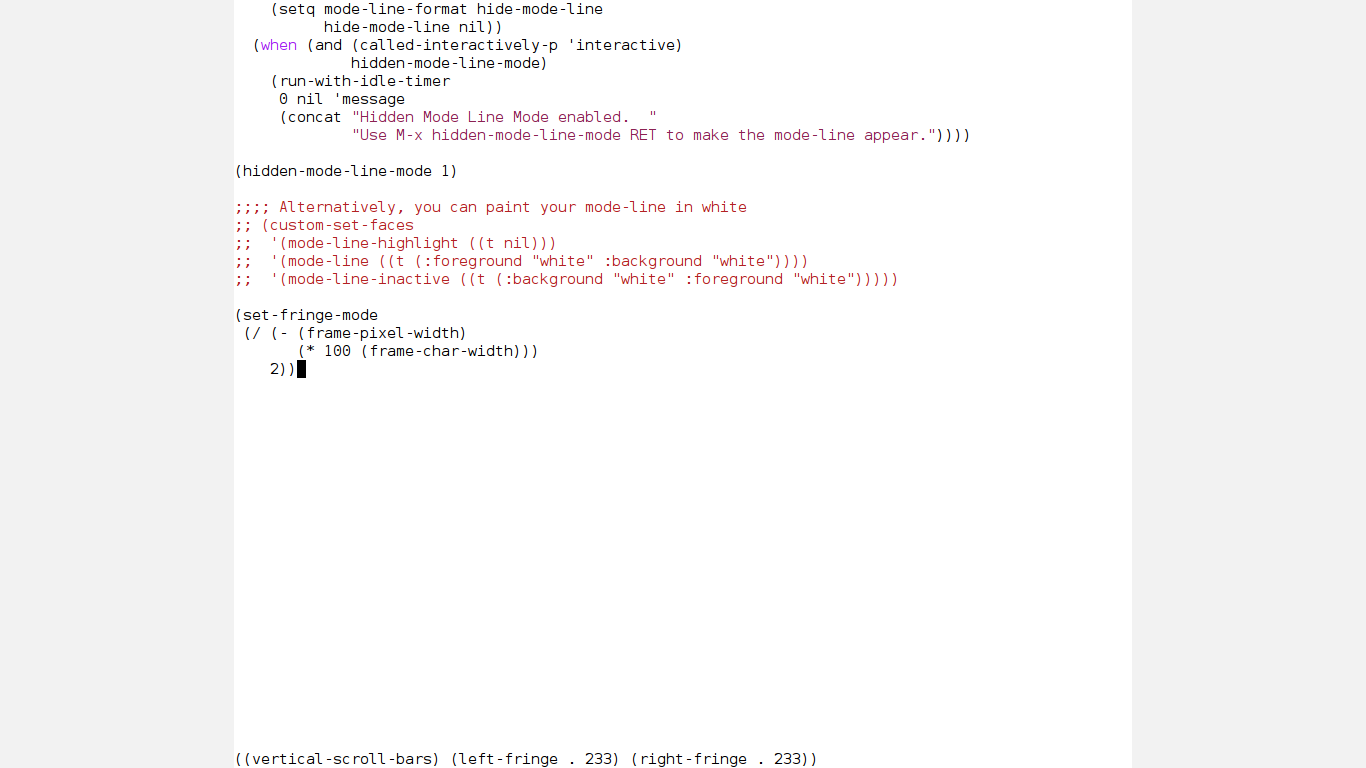 (setq mode-line-format hide-mode-line
          hide-mode-line nil))
  (when (and (called-interactively-p 'interactive)
             hidden-mode-line-mode)
    (run-with-idle-timer
     0 nil 'message
     (concat "Hidden Mode Line Mode enabled.  "
             "Use M-x hidden-mode-line-mode RET to make the mode-line appear."))))

(hidden-mode-line-mode 1)

;;;; Alternatively, you can paint your mode-line in white
;; (custom-set-faces
;;  '(mode-line-highlight ((t nil)))
;;  '(mode-line ((t (:foreground "white" :background "white"))))
;;  '(mode-line-inactive ((t (:background "white" :foreground "white")))))

(set-fringe-mode
 (/ (- (frame-pixel-width)
       (* 100 (frame-char-width)))
    2))
((vertical-scroll-bars) (left-fringe . 233) (right-fringe . 233))